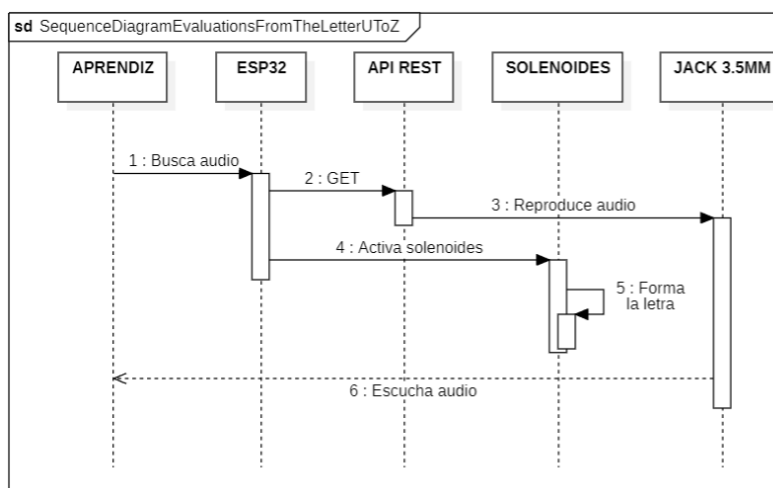 sd SequenceDiagramEvaluationsFromTheLetterUToZ
APRENDIZ
ESP32
API REST
SOLENOIDES
JACK 3.5MM
1 : Busca audio
2 : GET
3 : Reproduce audio
4 : Activa solenoides
5 : Forma
la letra
6 : Escucha audio